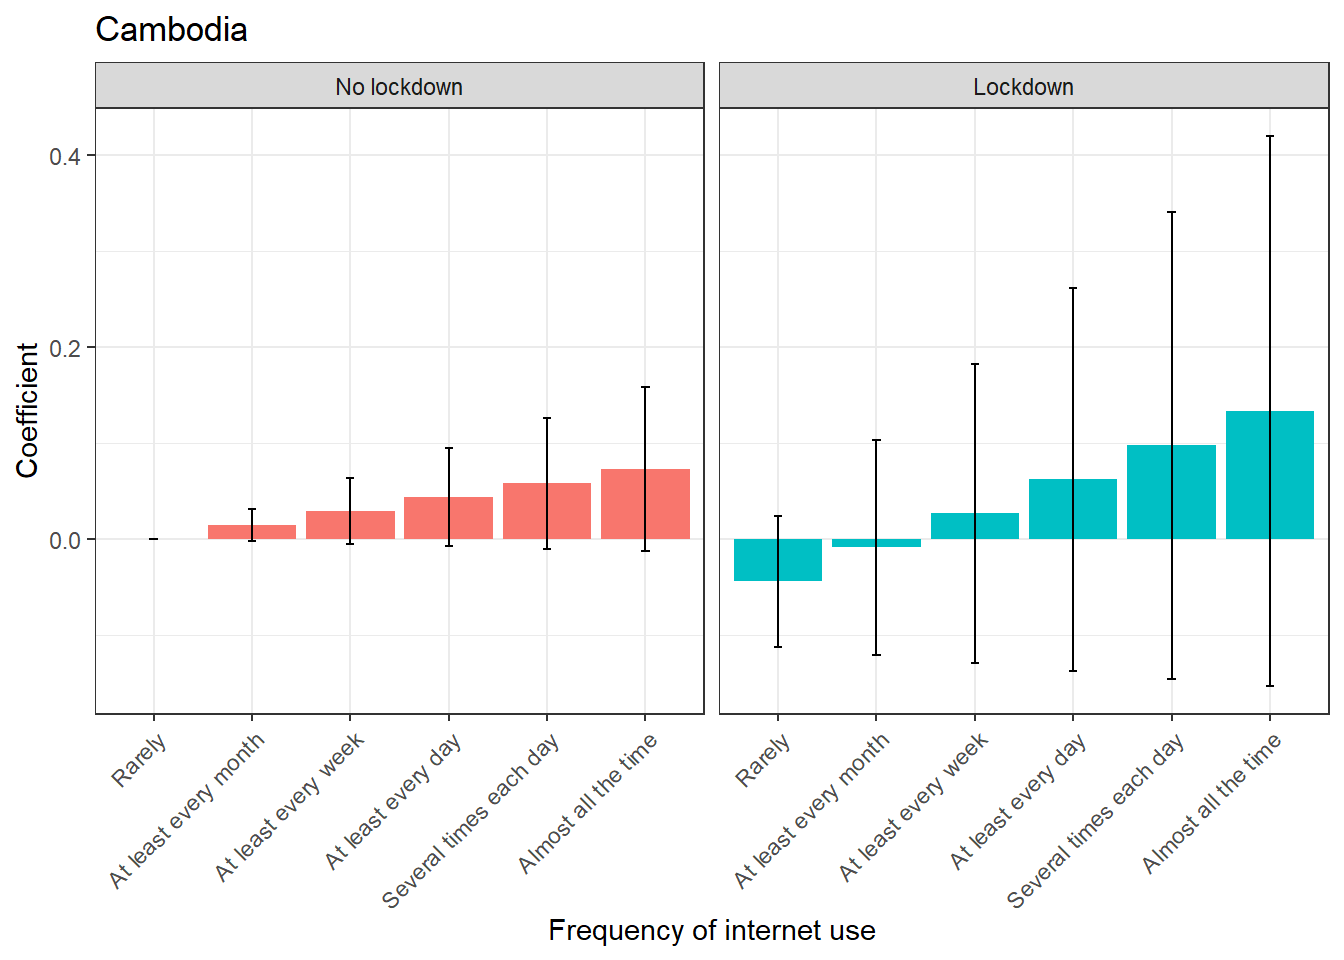 Cambodia
No lockdown
Lockdown
Coefficient
0.4
0.2
0.0
Rarely
At least every month
At least every week
At least every day
Several times each day
Almost all the time
Rarely
At least every month
At least every week
At least every day
Several times each day
Almost all the time
Frequency of internet use